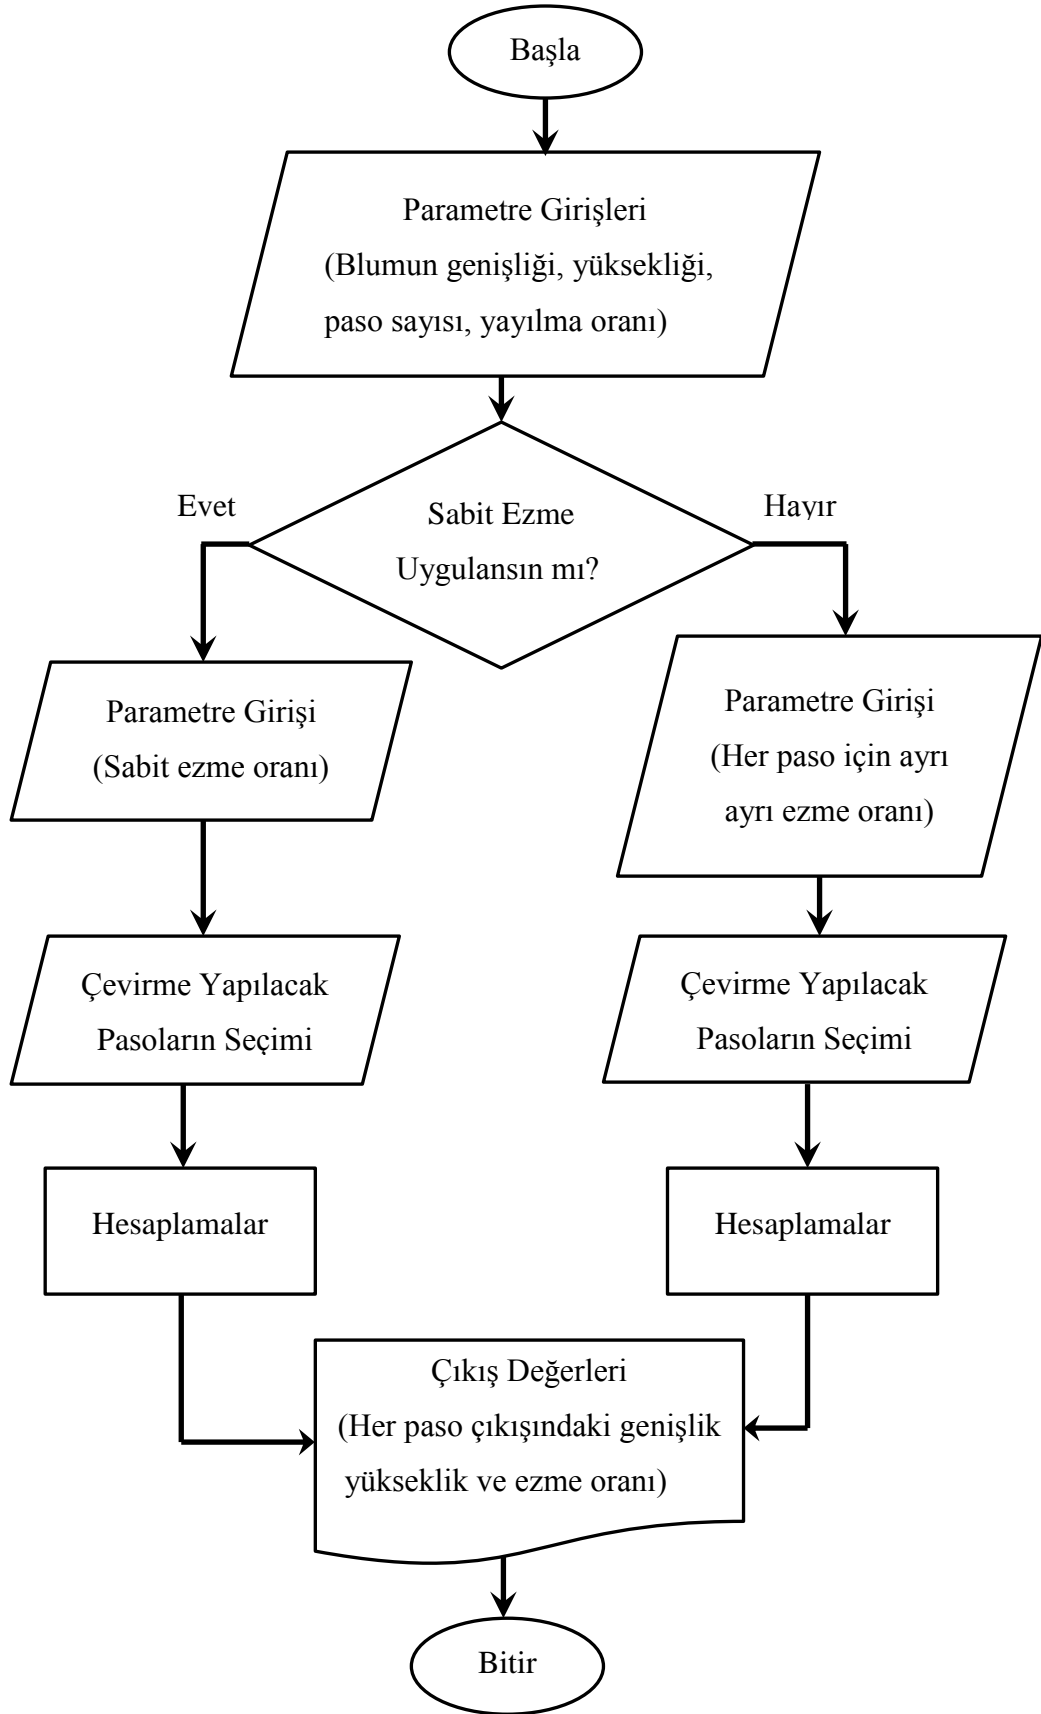 Başla
Parametre Girişleri
(Blumun genişliği, yüksekliği,
paso sayısı, yayılma oranı)
Evet
Sabit Ezme
Uygulansın mı?
Hayır
Parametre Girişi
(Sabit ezme oranı)
Parametre Girişi
(Her paso için ayrı
ayrı ezme oranı)
Çevirme Yapılacak
Pasoların Seçimi
Çevirme Yapılacak
Pasoların Seçimi
Hesaplamalar
Hesaplamalar
Çıkış Değerleri
(Her paso çıkışındaki genişlik
yükseklik ve ezme oranı)
Bitir